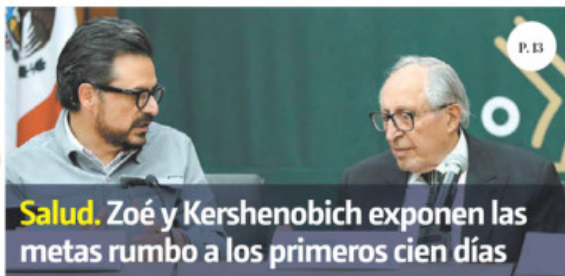 P. 13
Salud. Zoé y Kershenobich exponen las
metas rumbo a los primeros cien días